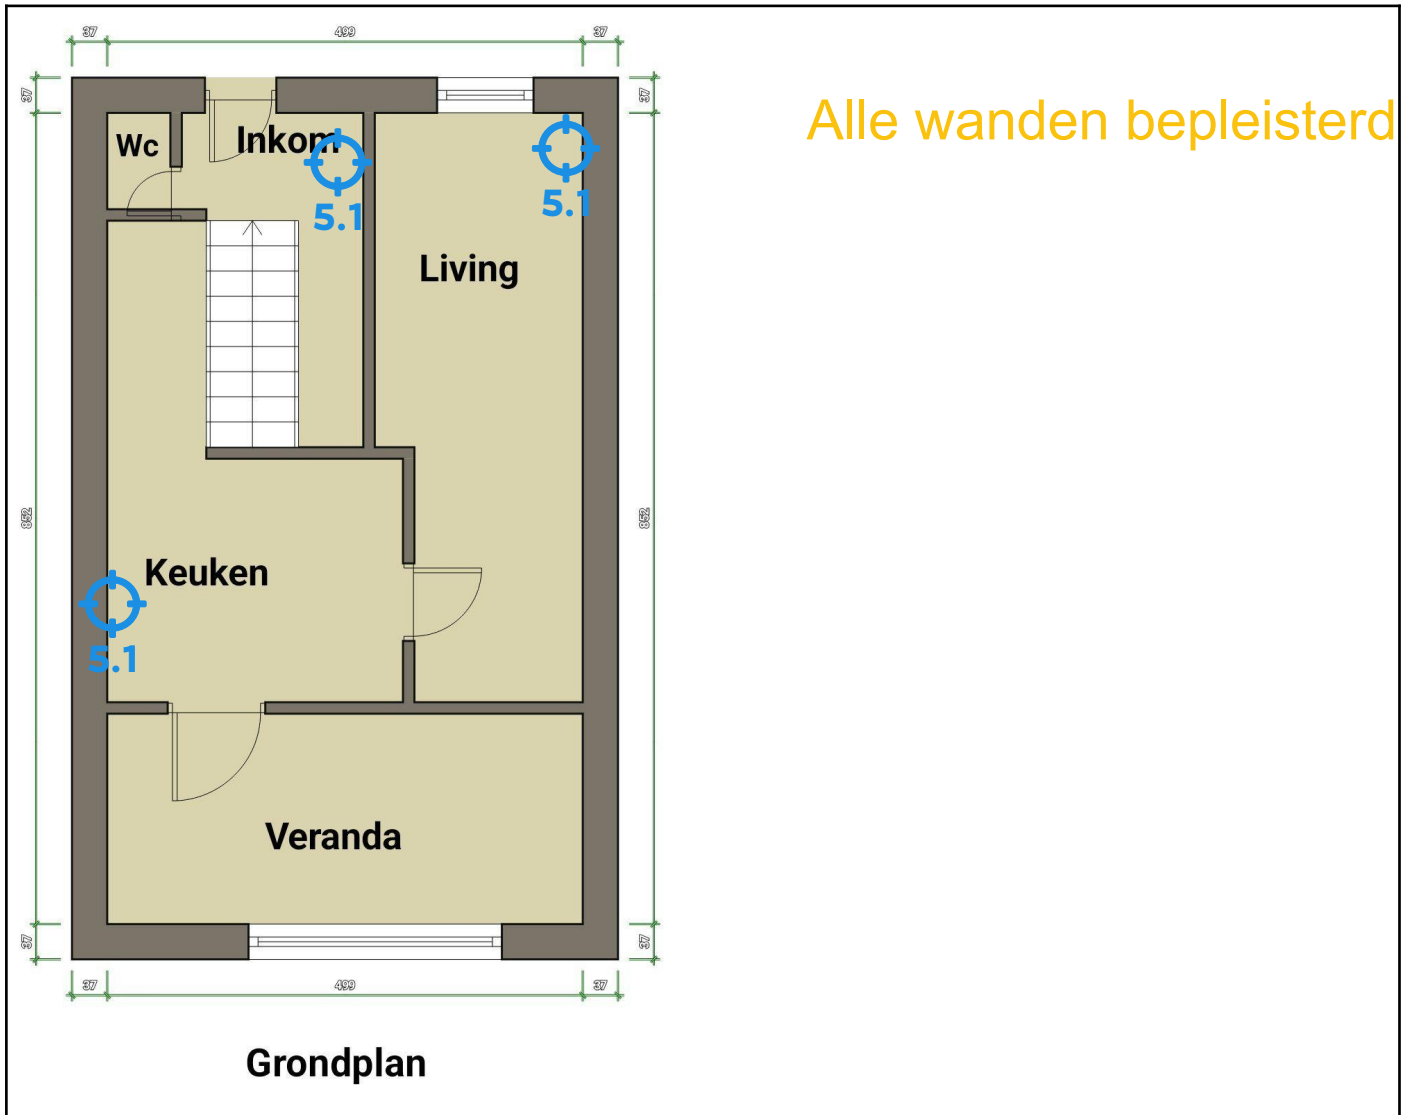 37 499 37
37 37
Alle wanden bepleisterd
Wc Inkom
5.1 5.1
Living
852 852
Keuken
5.1
Veranda
37 37
37 499 37
Grondplan